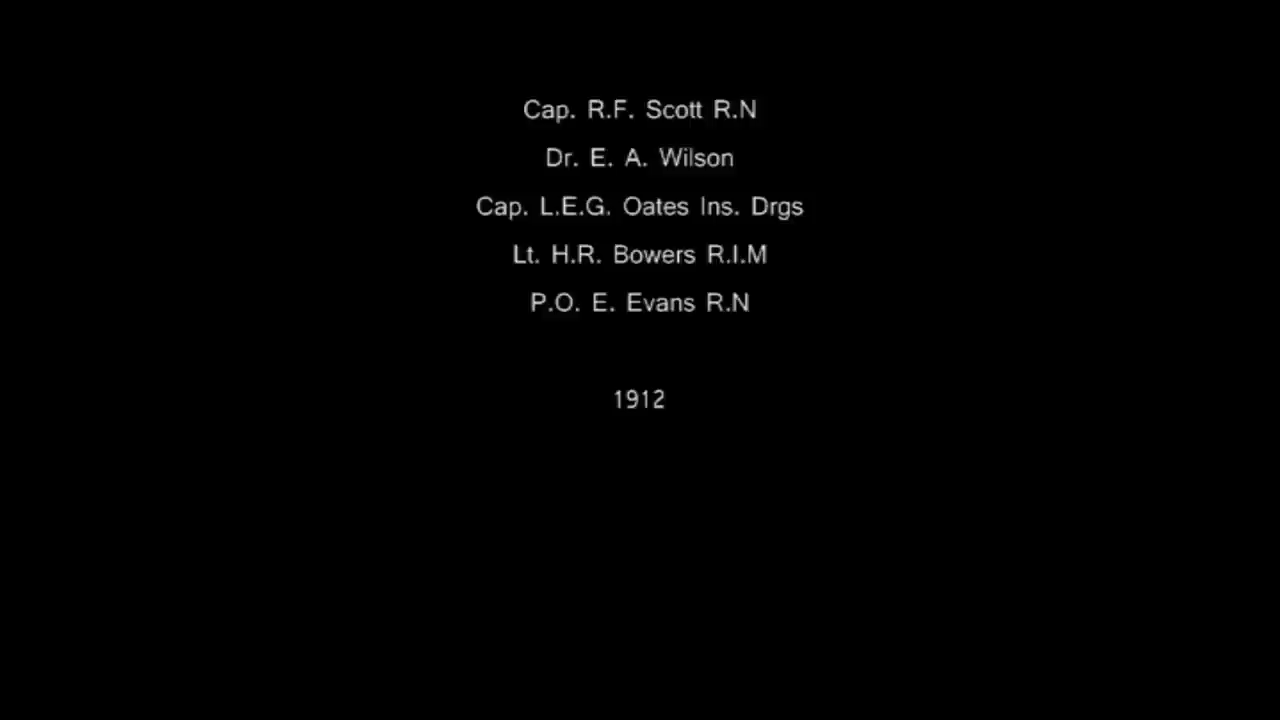 Cap. R.F. Scott R.N
Dr. E. A. Wilson
Cap. L.E.G. Oates Ins. Drgs
Lt. H.R. Bowers R.I.M
P.O. E. Evans R.N
1912